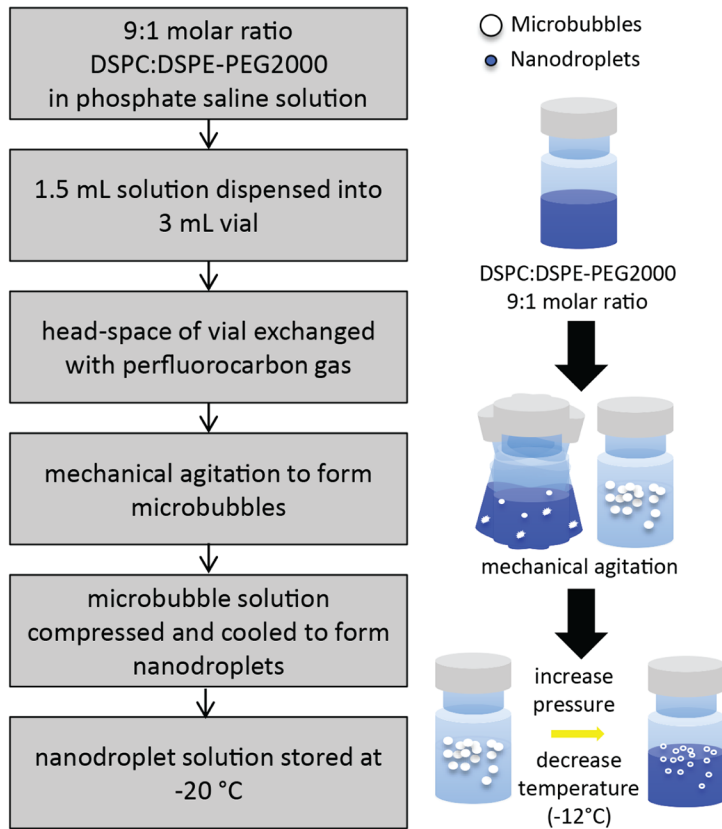 9:1 molar ratio
DSPC:DSPE-PEG2000
in phosphate saline solution
1.5 mL solution dispensed into
3 mL vial
head-space of vial exchanged
with perfluorocarbon gas
mechanical agitation to form
microbubbles
microbubble solution
compressed and cooled to form
nanodroplets
nanodroplet solution stored at
-20 °C
Microbubbles
Nanodroplets
DSPC:DSPE-PEG2000
9:1 molar ratio
mechanical agitation
increase
pressure
decrease
temperature
(-12°C)